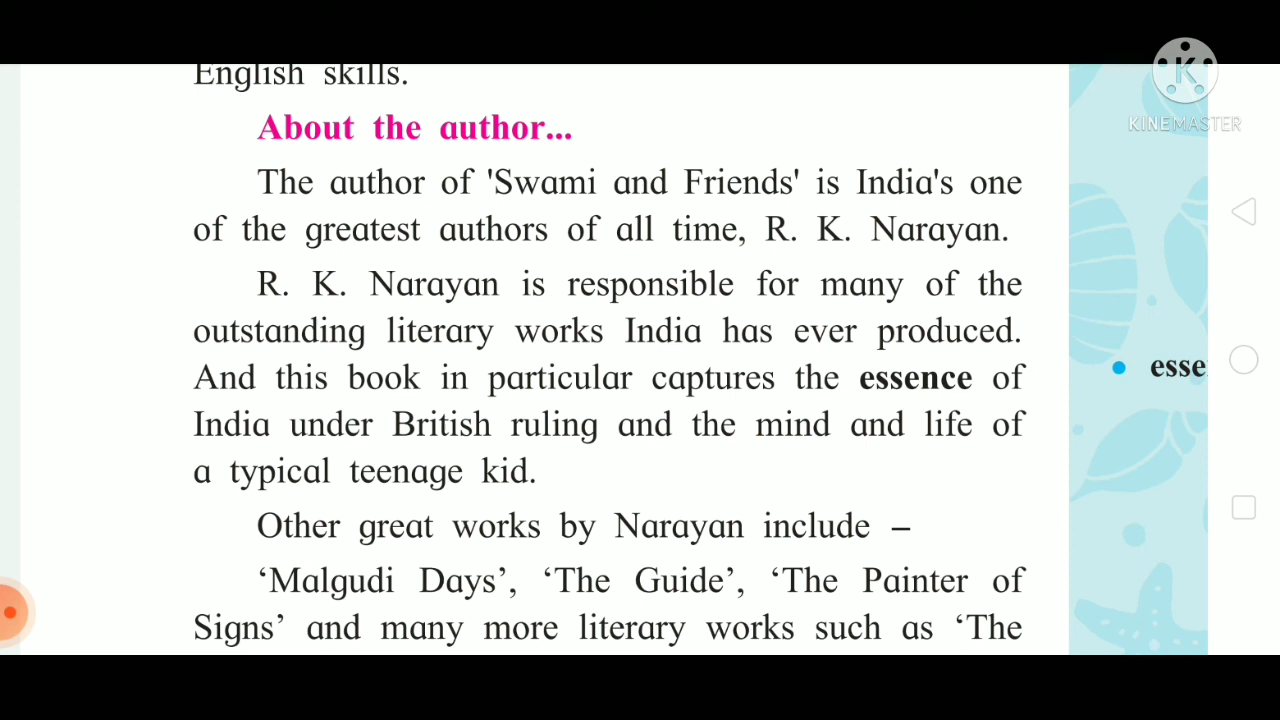 English skills.
About the author...
The author of 'Swami and Friends' is India's one
of the greatest authors of all time, R. K. Narayan.
R. K. Narayan is responsible for many of the
outstanding literary works India has ever produced.
And this book in particular captures the essence of
India under British ruling and the mind and life of
a typical teenage kid.
Other great works by Narayan include –
‘Malgudi Days’, ‘The Guide’, ‘The Painter of
Signs’ and many more literary works such as ‘The
• esse
K
KINEMASTER